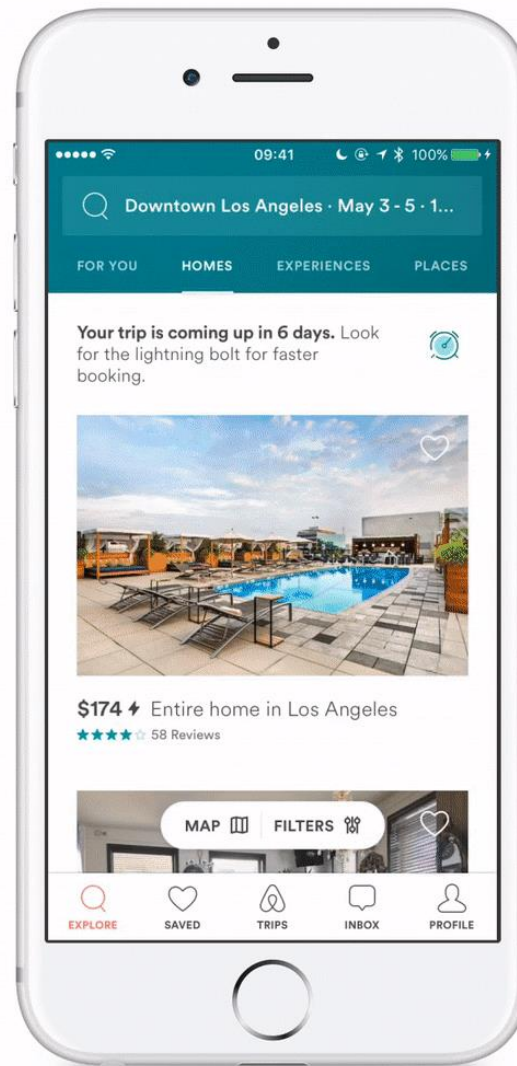 09:41
100%
Downtown Los Angeles · May 3 - 5 · 1...
FOR YOU HOMES EXPERIENCES PLACES
Your trip is coming up in 6 days. Look
for the lightning bolt for faster
booking.
$174 Entire home in Los Angeles
58 Reviews
MAP FILTERS
EXPLORE SAVED TRIPS INBOX PROFILE